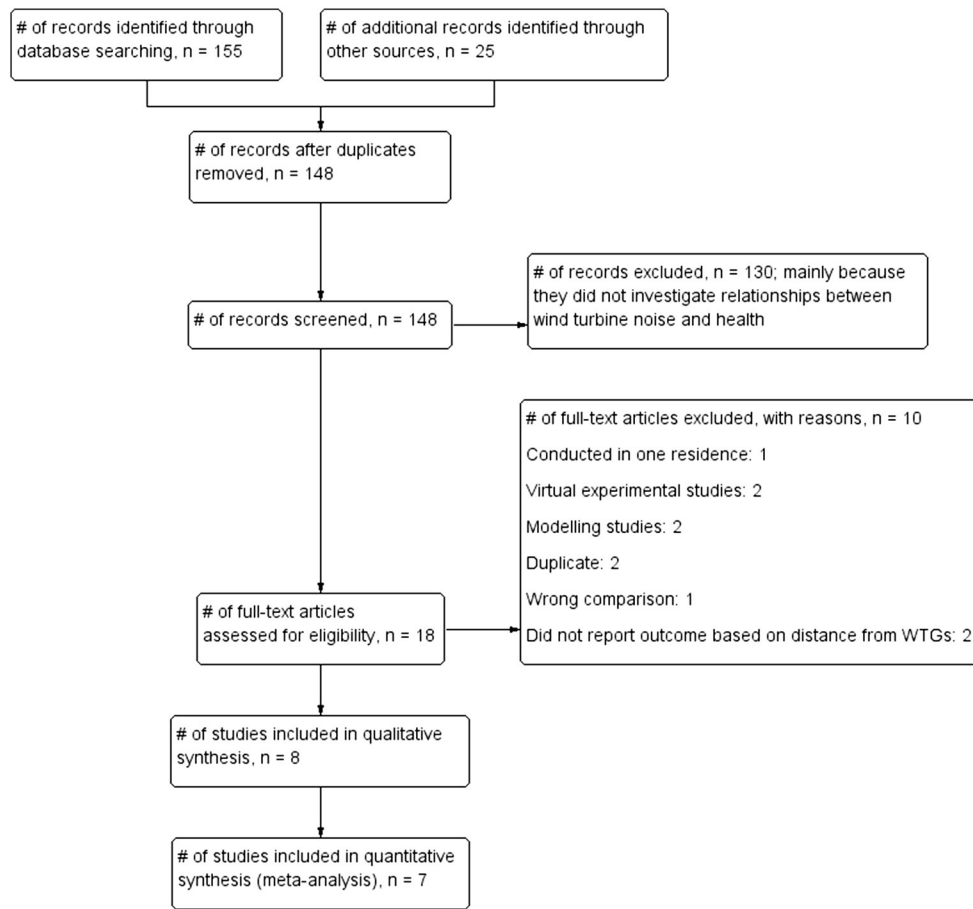 # of records identified through
database searching, n = 155
# of additional records identified through
other sources, n = 25
# of records after duplicates
removed, n = 148
# of records screened, n = 148
# of records excluded, n = 130; mainly because
they did not investigate relationships between
wind turbine noise and health
# of full-text articles
assessed for eligibility, n = 18
# of full-text articles excluded, with reasons, n = 10
Conducted in one residence: 1
Virtual experimental studies: 2
Modelling studies: 2
Duplicate: 2
Wrong comparison: 1
Did not report outcome based on distance from WTGs: 2
# of studies included in qualitative
synthesis, n = 8
# of studies included in quantitative
synthesis (meta-analysis), n = 7